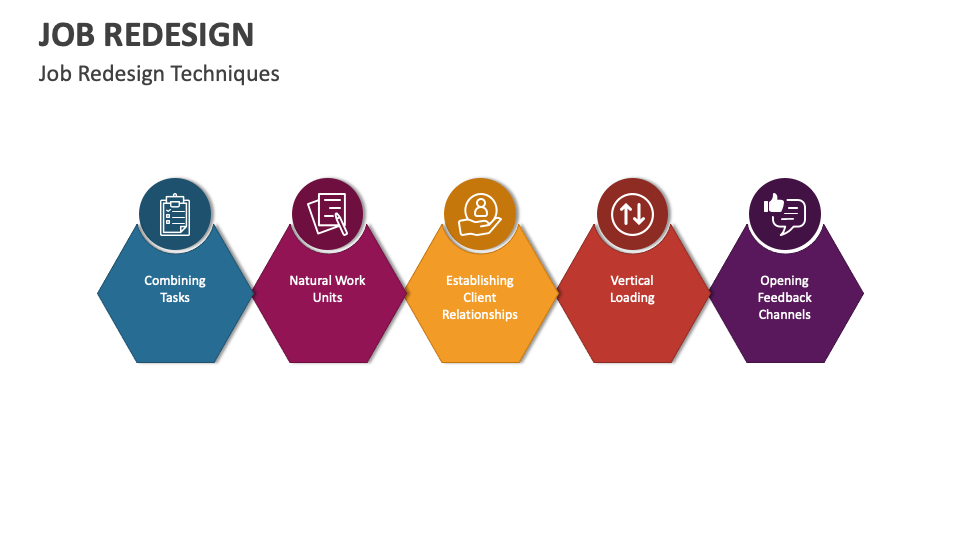 JOB REDESIGN
Job Redesign Techniques
Combining
Tasks
Natural Work
Units
Establishing
Client
Relationships
Vertical
Loading
Opening
Feedback
Channels